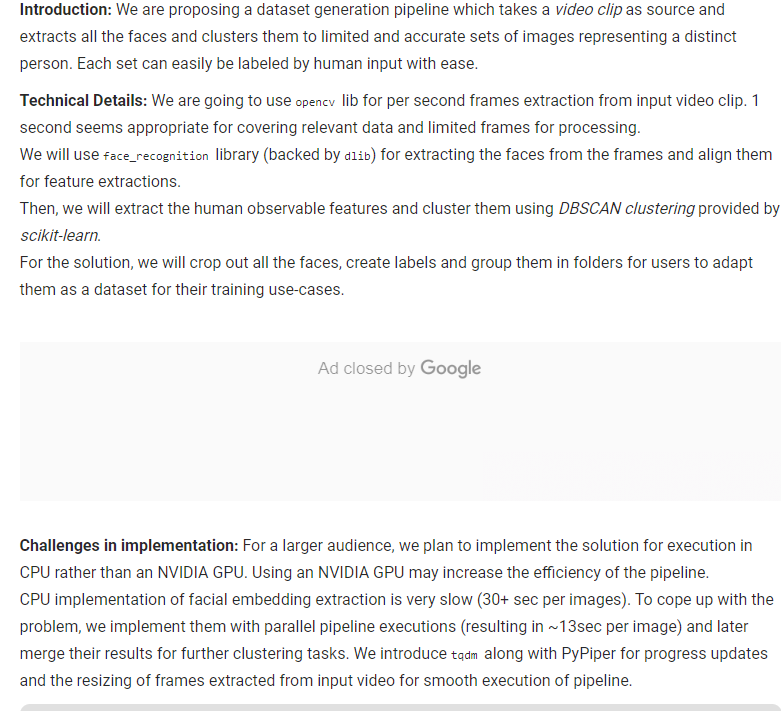 Introduction: We are proposing a dataset generation pipeline which takes a video clip as source and
extracts all the faces and clusters them to limited and accurate sets of images representing a distinct
person. Each set can easily be labeled by human input with ease.
Technical Details: We are going to use opencv lib for per second frames extraction from input video clip. 1
second seems appropriate for covering relevant data and limited frames for processing.
We will use face_recognition library (backed by dlib) for extracting the faces from the frames and align them
for feature extractions.
Then, we will extract the human observable features and cluster them using DBSCAN clustering provided by
scikit-learn.
For the solution, we will crop out all the faces, create labels and group them in folders for users to adapt
them as a dataset for their training use-cases.
Ad closed by Google
Challenges in implementation: For a larger audience, we plan to implement the solution for execution in
CPU rather than an NVIDIA GPU. Using an NVIDIA GPU may increase the efficiency of the pipeline.
CPU implementation of facial embedding extraction is very slow (30+ sec per images). To cope up with the
problem, we implement them with parallel pipeline executions (resulting in ~13sec per image) and later
merge their results for further clustering tasks. We introduce tqdm along with PyPiper for progress updates
and the resizing of frames extracted from input video for smooth execution of pipeline.